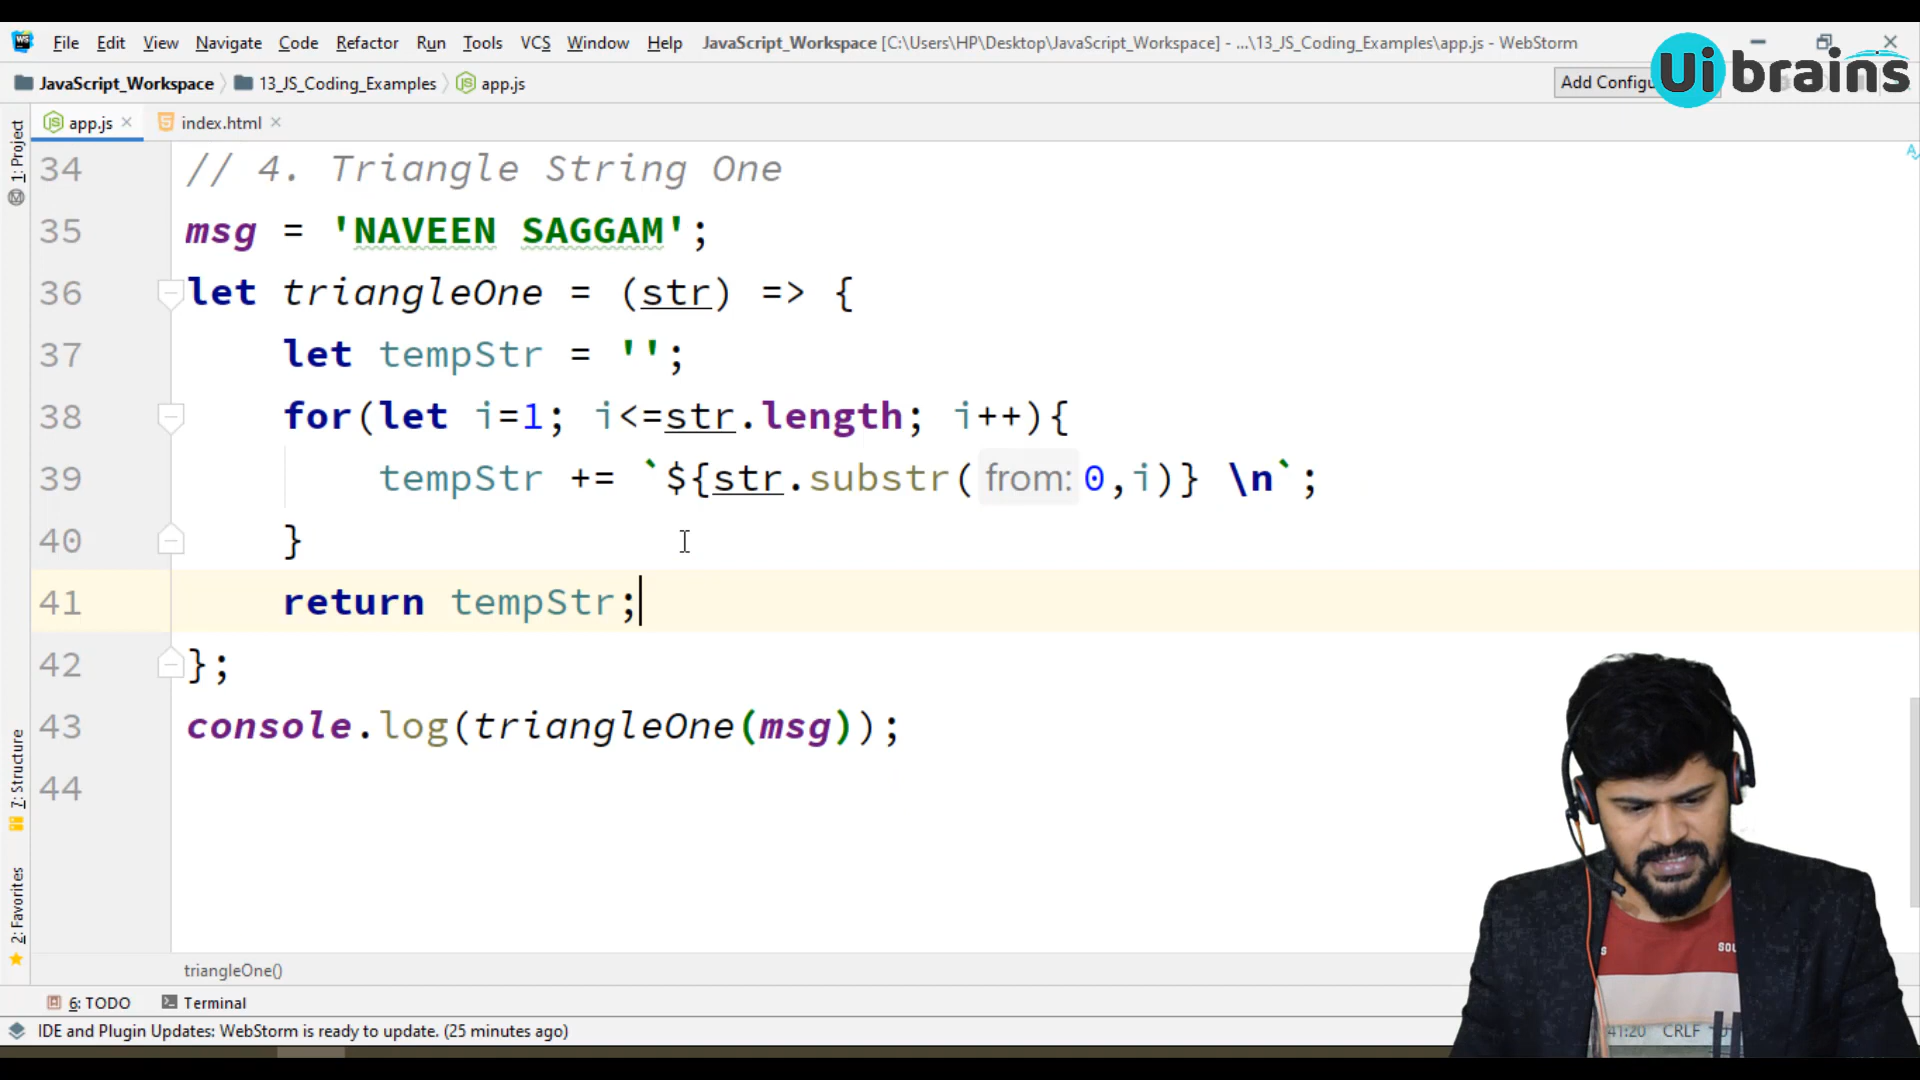 File Edit View Navigate Code Refactor Run Tools VCS Window Help JavaScript_Workspace [C:\Users\HP\Desktop\JavaScript_Workspace] - ...\13_JS_Coding_Examples\app.js - WebStorm
Ui brains
JavaScript_Workspace 13_JS_Coding_Examples app.js Add Configu
app.js index.html
1: Project
7: Structure
2: Favorites
34 // 4. Triangle String One
35 msg = 'NAVEEN SAGGAM';
36 let triangleOne = (str) => {
37 let tempStr = '';
38 for(let i=1; i<=str.length; i++){
39 tempStr += `${str.substr( from: 0,i)} \n`;
40 }
41 return tempStr;
42 };
43 console.log(triangleOne(msg));
44
triangleOne()
6: TODO Terminal
IDE and Plugin Updates: WebStorm is ready to update. (25 minutes ago) 41:20 CRLF